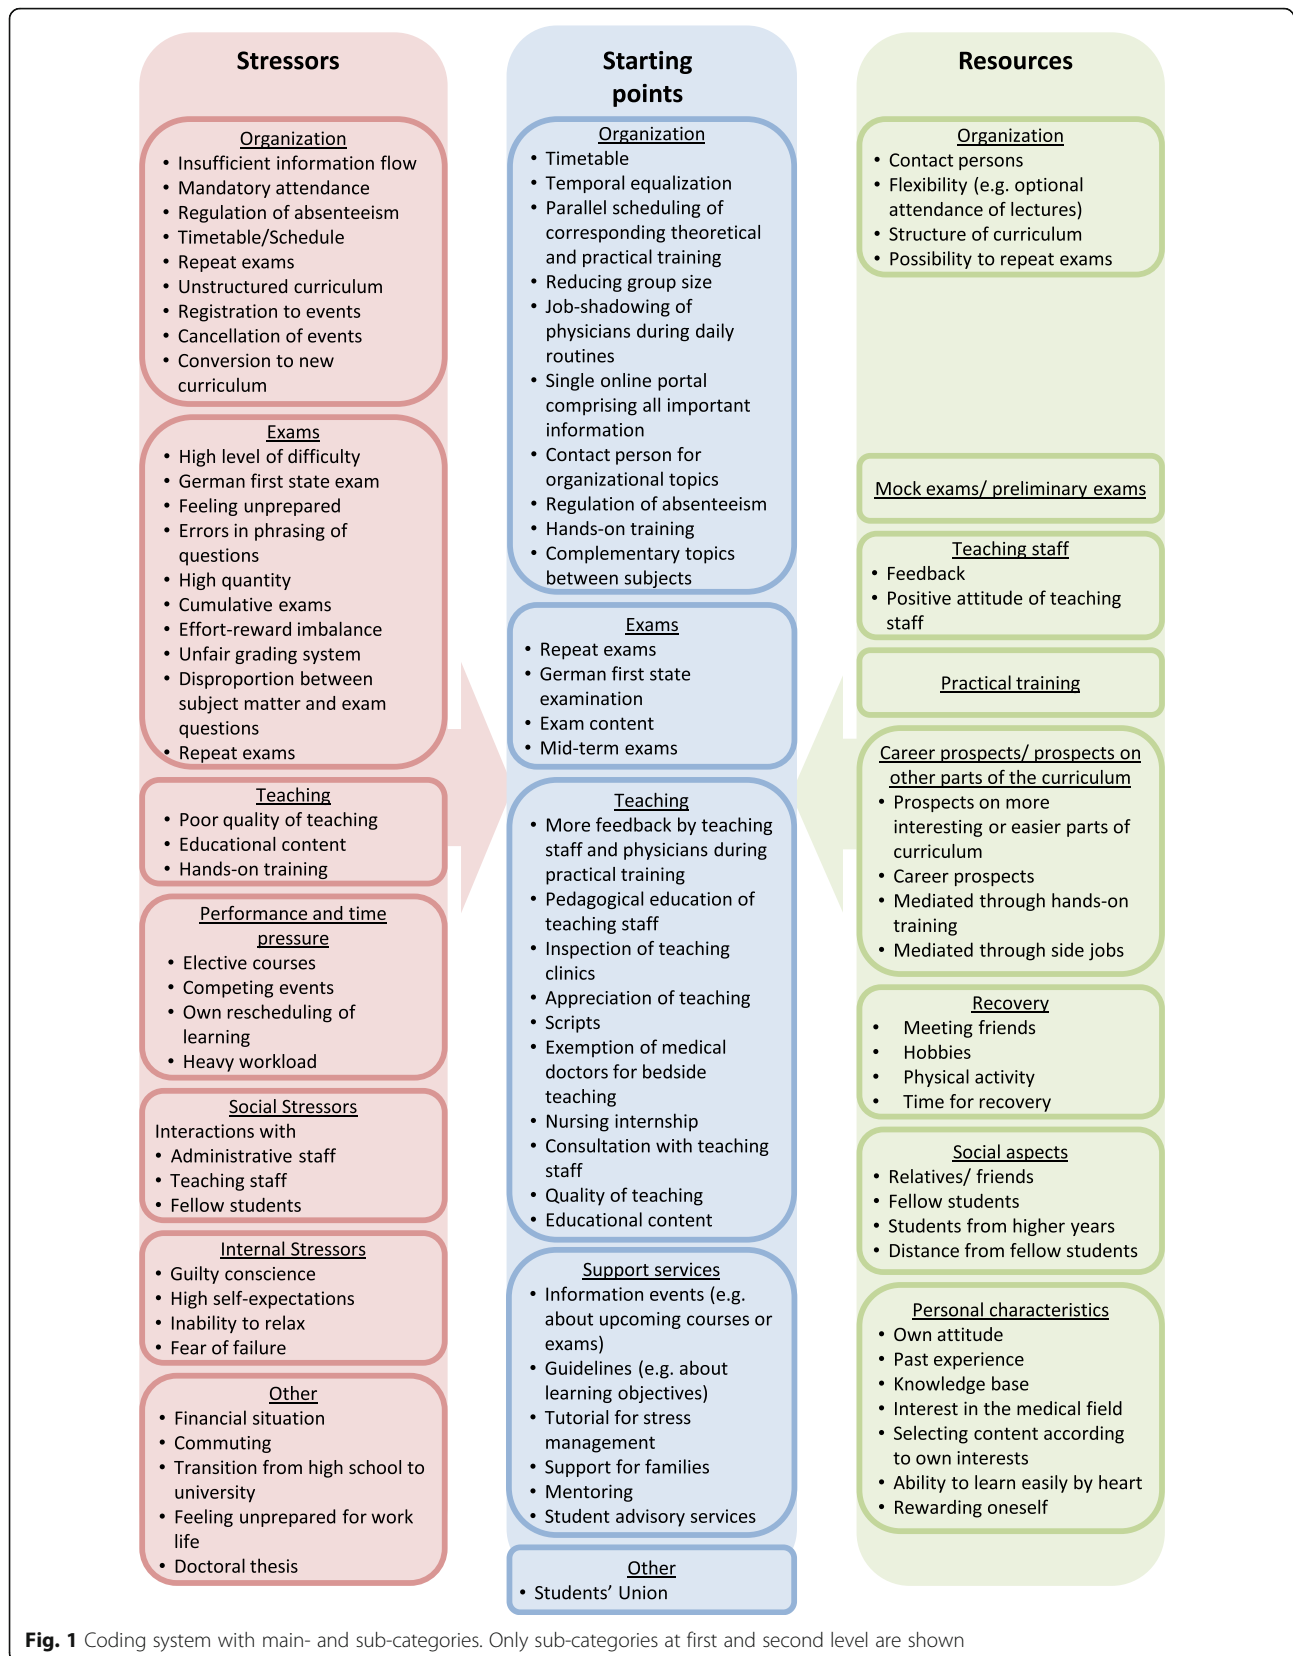 Stressors
Organization
• Insufficient information flow
• Mandatory attendance
• Regulation of absenteeism
• Timetable/Schedule
• Repeat exams
• Unstructured curriculum
• Registration to events
• Cancellation of events
• Conversion to new
curriculum
Exams
• High level of difficulty
• German first state exam
• Feeling unprepared
• Errors in phrasing of
questions
• High quantity
• Cumulative exams
• Effort-reward imbalance
• Unfair grading system
• Disproportion between
subject matter and exam
questions
• Repeat exams
Teaching
• Poor quality of teaching
• Educational content
• Hands-on training
Performance and time
pressure
• Elective courses
• Competing events
• Own rescheduling of
learning
• Heavy workload
Social Stressors
Interactions with
• Administrative staff
• Teaching staff
• Fellow students
Internal Stressors
• Guilty conscience
• High self-expectations
• Inability to relax
• Fear of failure
Other
• Financial situation
• Commuting
• Transition from high school to
university
• Feeling unprepared for work
life
• Doctoral thesis
Starting
points
Organization
• Timetable
• Temporal equalization
• Parallel scheduling of
corresponding theoretical
and practical training
• Reducing group size
• Job-shadowing of
physicians during daily
routines
• Single online portal
comprising all important
information
• Contact person for
organizational topics
• Regulation of absenteeism
• Hands-on training
• Complementary topics
between subjects
Exams
• Repeat exams
• German first state
examination
• Exam content
• Mid-term exams
Teaching
• More feedback by teaching
staff and physicians during
practical training
• Pedagogical education of
teaching staff
• Inspection of teaching
clinics
• Appreciation of teaching
• Scripts
• Exemption of medical
doctors for bedside
teaching
• Nursing internship
• Consultation with teaching
staff
• Quality of teaching
• Educational content
Support services
• Information events (e.g.
about upcoming courses or
exams)
• Guidelines (e.g. about
learning objectives)
• Tutorial for stress
management
• Support for families
• Mentoring
• Student advisory services
Other
• Students’ Union
Resources
Organization
• Contact persons
• Flexibility (e.g. optional
attendance of lectures)
• Structure of curriculum
• Possibility to repeat exams
Mock exams/ preliminary exams
Teaching staff
• Feedback
• Positive attitude of teaching
staff
Practical training
Career prospects/ prospects on
other parts of the curriculum
• Prospects on more
interesting or easier parts of
curriculum
• Career prospects
• Mediated through hands-on
training
• Mediated through side jobs
Recovery
• Meeting friends
• Hobbies
• Physical activity
• Time for recovery
Social aspects
• Relatives/ friends
• Fellow students
• Students from higher years
• Distance from fellow students
Personal characteristics
• Own attitude
• Past experience
• Knowledge base
• Interest in the medical field
• Selecting content according
to own interests
• Ability to learn easily by heart
• Rewarding oneself
Fig. 1 Coding system with main- and sub-categories. Only sub-categories at first and second level are shown